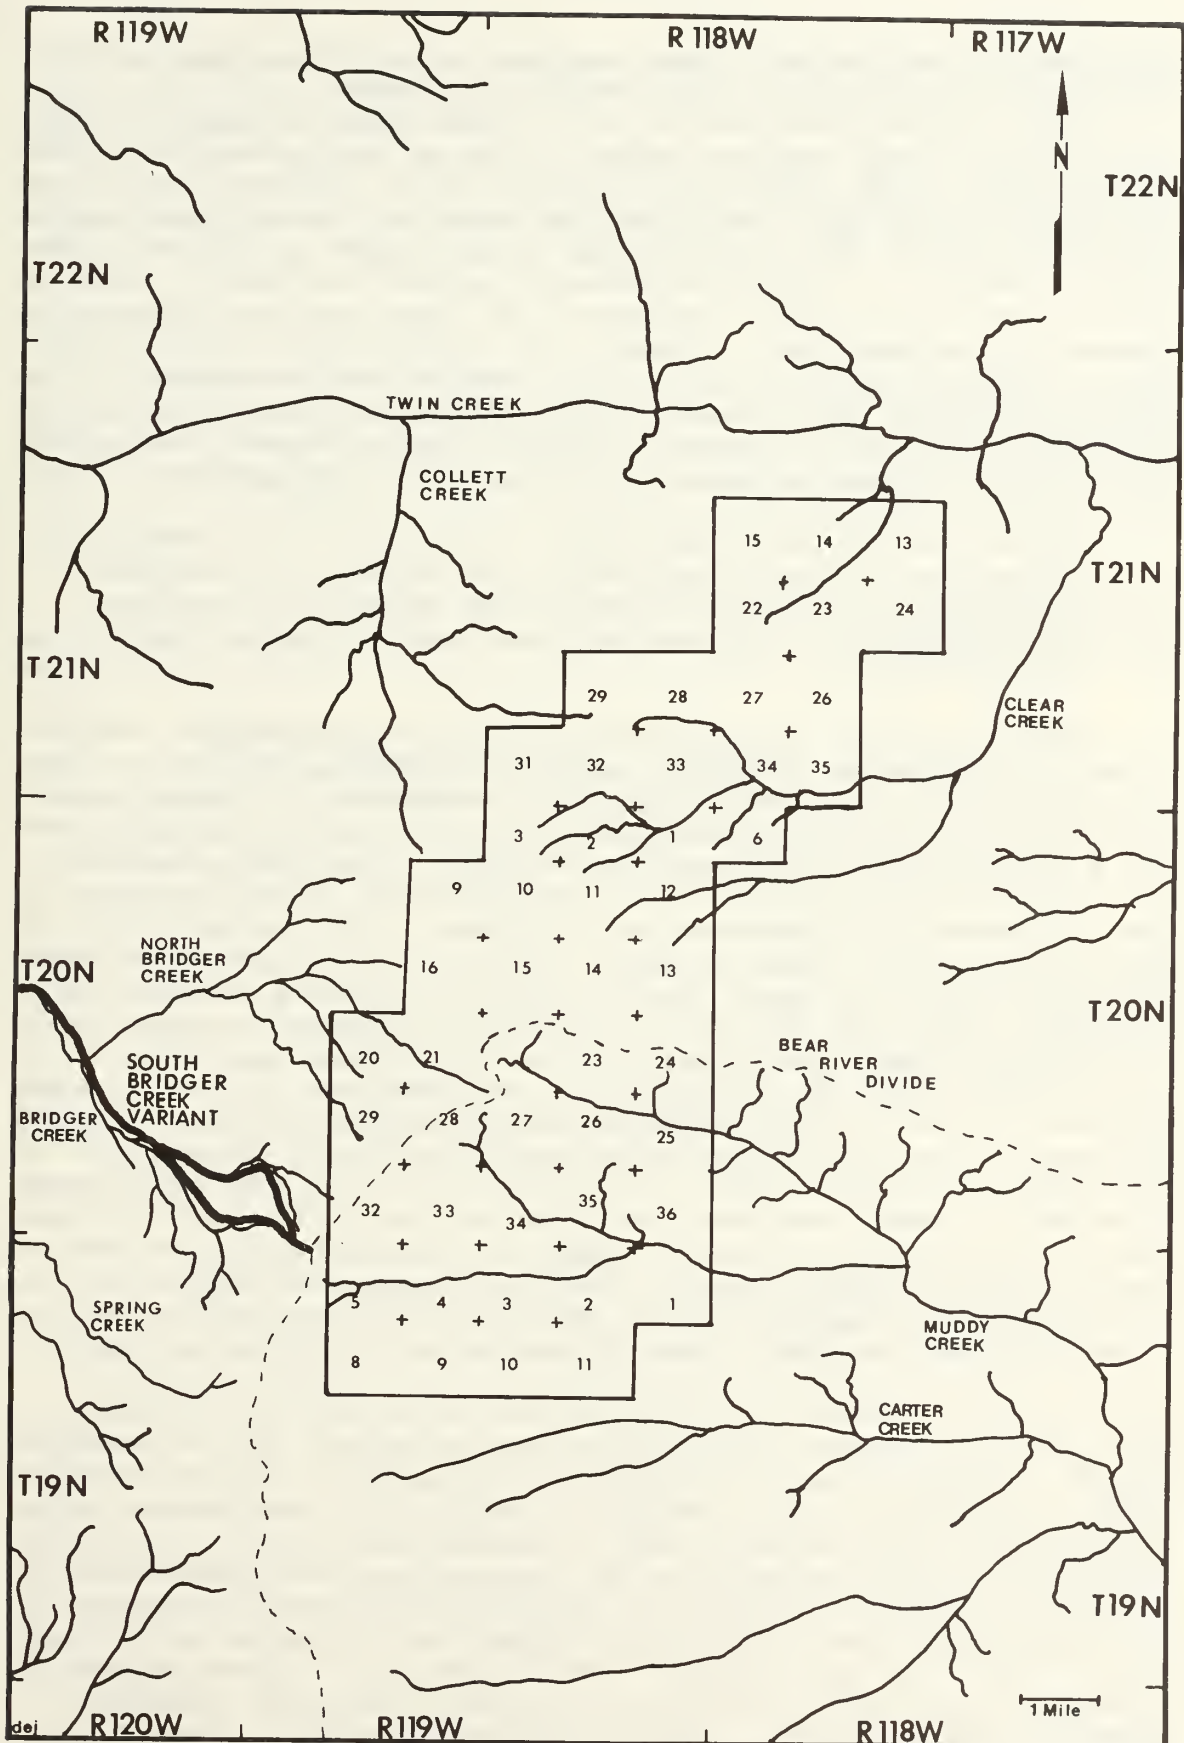 R 119W
R 118W
R 117W
N
T22N
T22N
TWIN CREEK
COLLETT
CREEK
15 14 13
T21N
22 23 24
T21N
29 28 27 26
CLEAR
CREEK
31 32 33 34 35
3 2 1 6
9 10 11 12
NORTH
BRIDGER
CREEK
T20N
16 15 14 13
T20N
SOUTH
BRIDGER
CREEK
VARIANT
20 21 23 24
BEAR
RIVER
DIVIDE
BRIDGER
CREEK
29 28 27 26 25
32 33 34 35 36
SPRING
CREEK
5 4 3 2 1
MUDDY
CREEK
8 9 10 11
CARTER
CREEK
T19N
T19N
1 Mile
dej
R120W
R119W
R118W